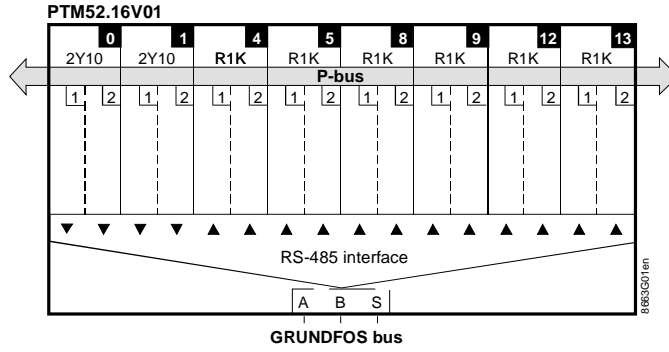 PTM52.16V01
0 1 4 5 8 9 12 13
2Y10 2Y10 R1K R1K R1K R1K R1K R1K
P-bus
1 2 1 2 1 2 1 2 1 2 1 2 1 2 1 2
RS-485 interface
A B S
GRUNDFOS bus
8663G01en